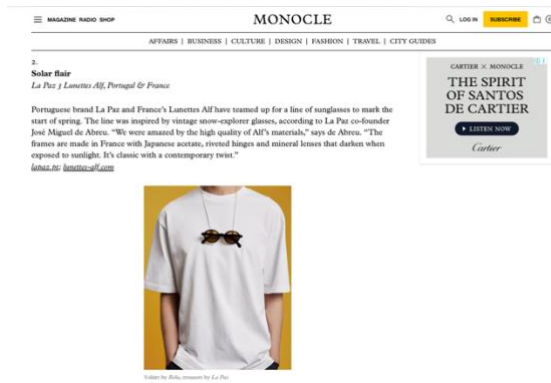 MAGAZINE RADIO SHOP
MONOCLE
LOG IN
SUBSCRIBE
AFFAIRS | BUSINESS | CULTURE | DESIGN | FASHION | TRAVEL | CITY GUIDES
2.
Solar flair
La Paz x Lunettes Alf, Portugal & France
Portuguese brand La Paz and France's Lunettes Alf have teamed up for a line of sunglasses to mark the
start of spring. The line was inspired by vintage snow-explorer glasses, according to La Paz co-founder
José Miguel de Abreu. “We were amazed by the high quality of Alf's materials,” says de Abreu. “The
frames are made in France with Japanese acetate, riveted hinges and mineral lenses that darken when
exposed to sunlight. It's classic with a contemporary twist.”
lapaz.pt; lunettes-alf.com
CARTIER × MONOCLE
THE SPIRIT
OF SANTOS
DE CARTIER
LISTEN NOW
Cartier
by La Paz